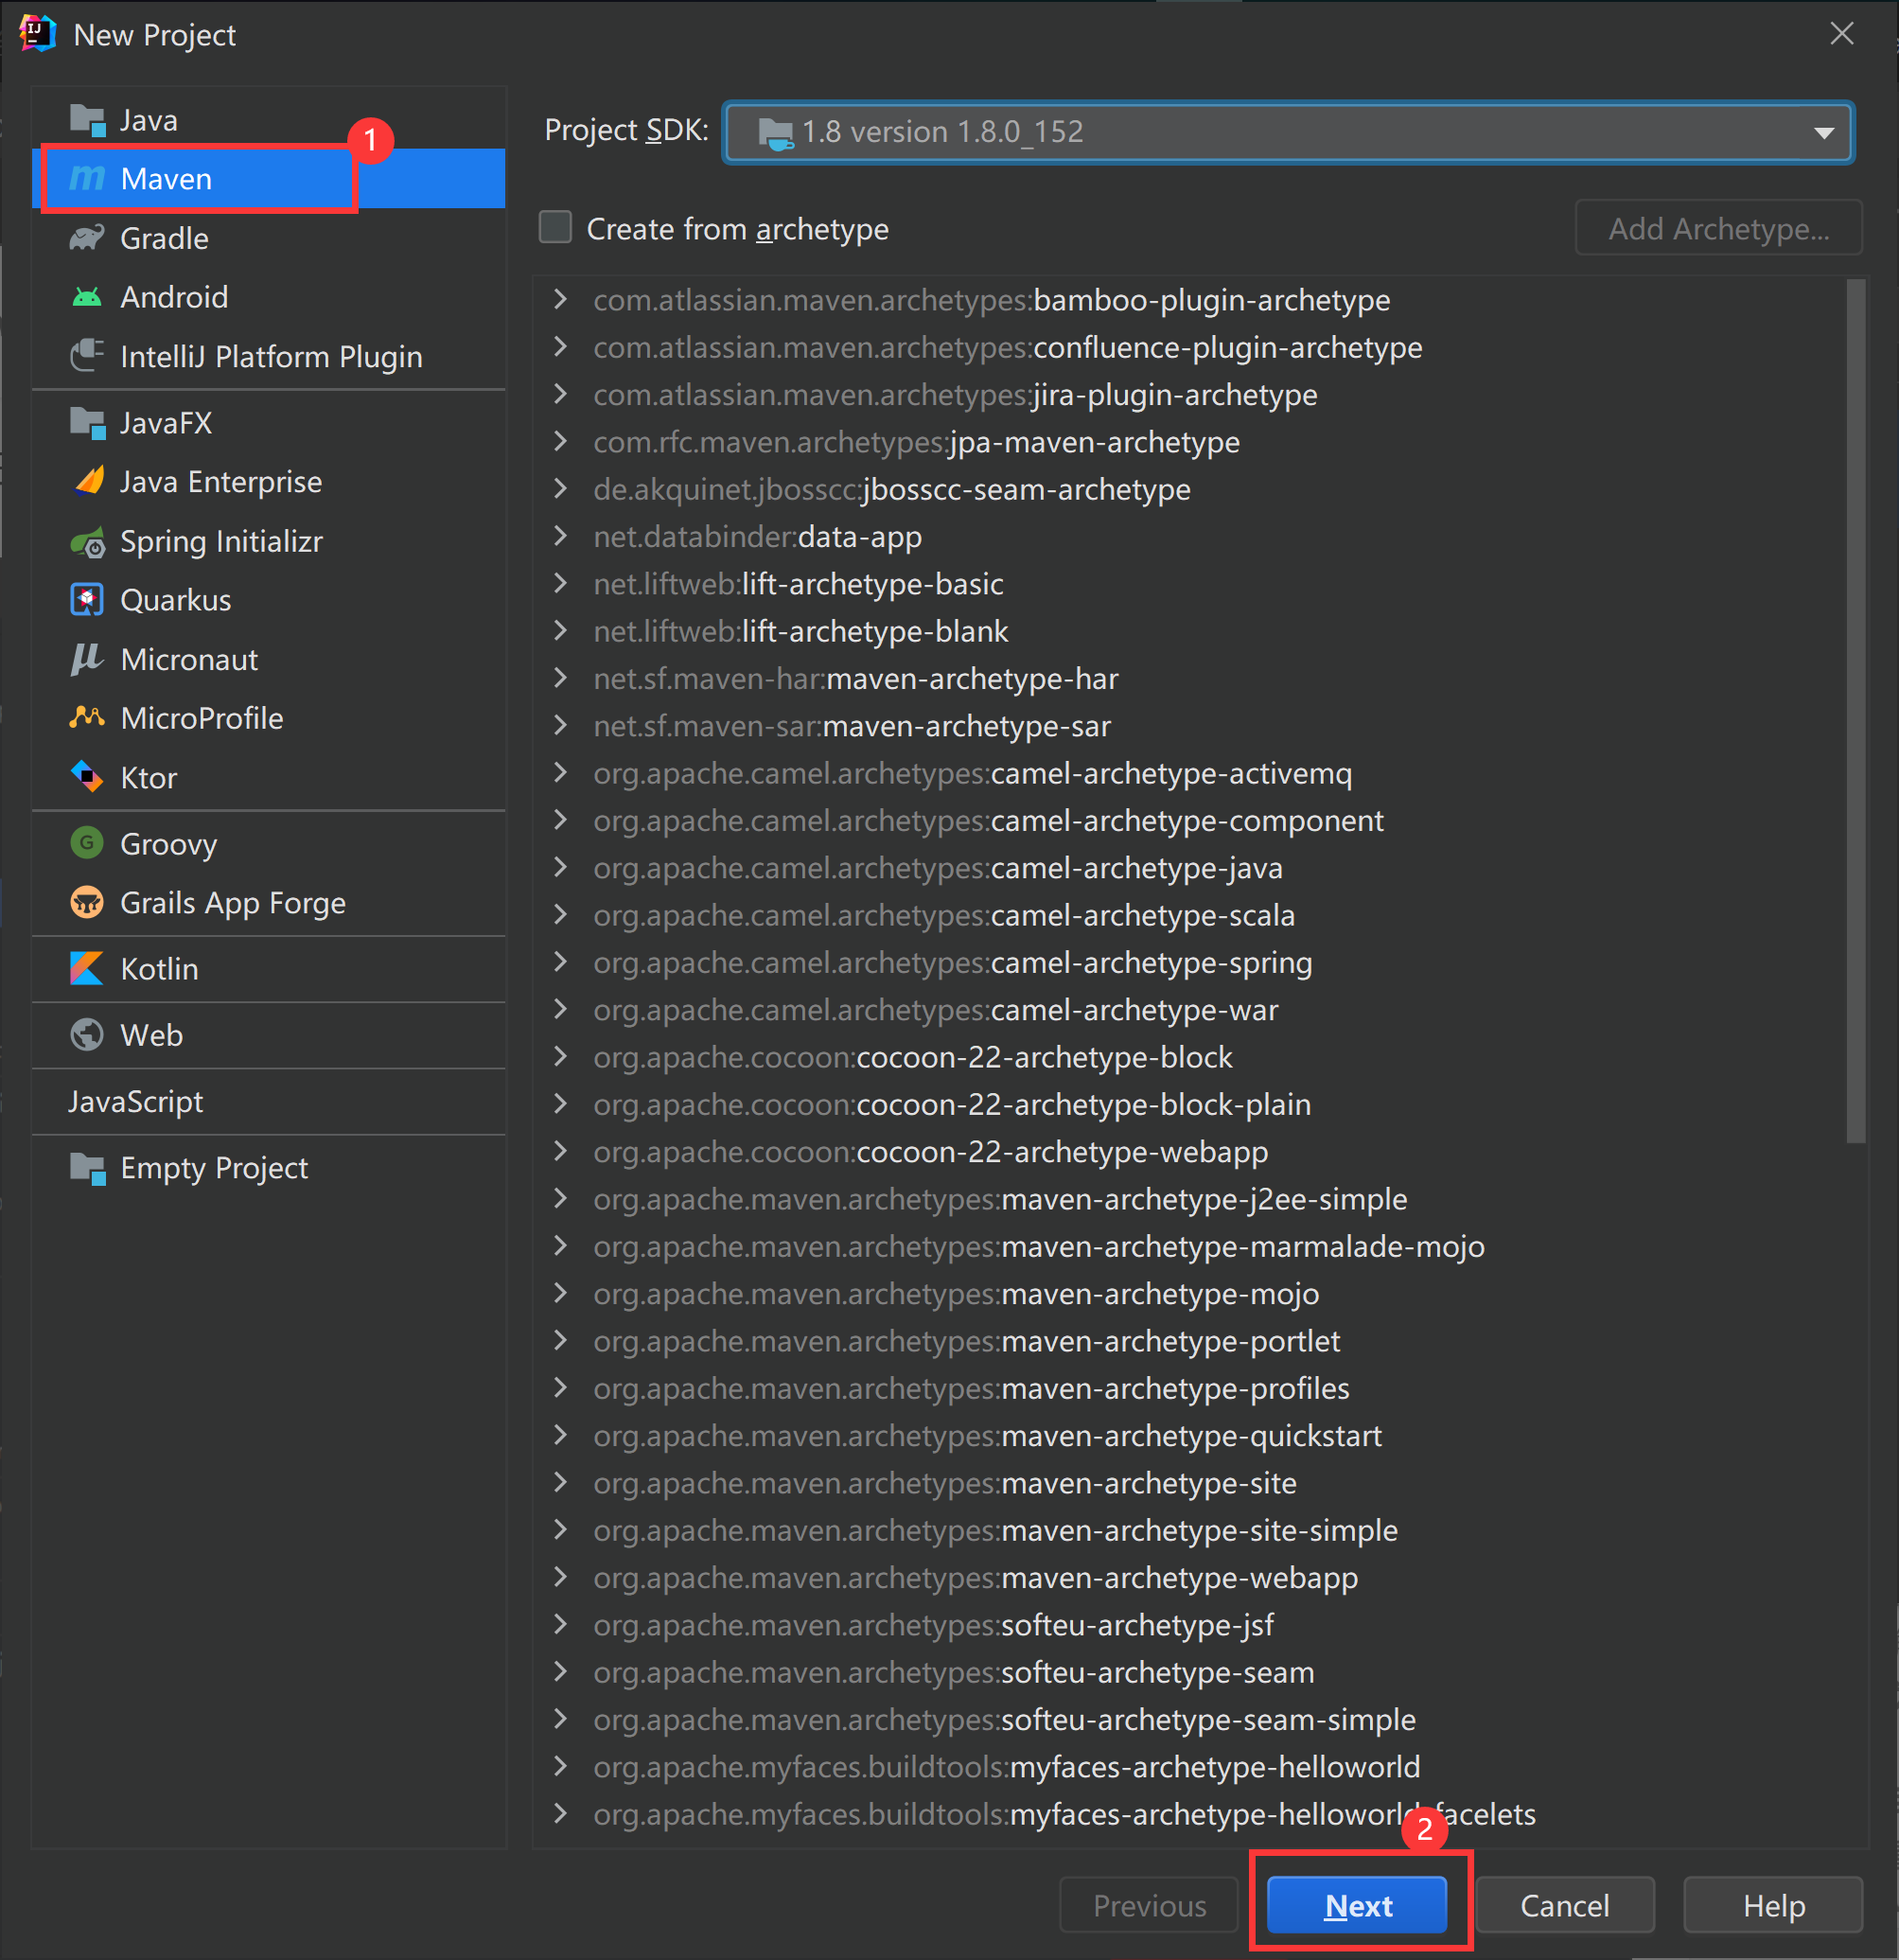 New Project
Java
1
Maven
Gradle
Android
IntelliJ Platform Plugin
JavaFX
Java Enterprise
Spring Initializr
Quarkus
Micronaut
MicroProfile
Ktor
Groovy
Grails App Forge
Kotlin
Web
JavaScript
Empty Project
Project SDK: 1.8 version 1.8.0_152
Create from archetype Add Archetype...
com.atlassian.maven.archetypes:bamboo-plugin-archetype
com.atlassian.maven.archetypes:confluence-plugin-archetype
com.atlassian.maven.archetypes:jira-plugin-archetype
com.rfc.maven.archetypes:jpa-maven-archetype
de.akquinet.jbosscc:jbosscc-seam-archetype
net.databinder:data-app
net.liftweb:lift-archetype-basic
net.liftweb:lift-archetype-blank
net.sf.maven-har:maven-archetype-har
net.sf.maven-sar:maven-archetype-sar
org.apache.camel.archetypes:camel-archetype-activemq
org.apache.camel.archetypes:camel-archetype-component
org.apache.camel.archetypes:camel-archetype-java
org.apache.camel.archetypes:camel-archetype-scala
org.apache.camel.archetypes:camel-archetype-spring
org.apache.camel.archetypes:camel-archetype-war
org.apache.cocoon:cocoon-22-archetype-block
org.apache.cocoon:cocoon-22-archetype-block-plain
org.apache.cocoon:cocoon-22-archetype-webapp
org.apache.maven.archetypes:maven-archetype-j2ee-simple
org.apache.maven.archetypes:maven-archetype-marmalade-mojo
org.apache.maven.archetypes:maven-archetype-mojo
org.apache.maven.archetypes:maven-archetype-portlet
org.apache.maven.archetypes:maven-archetype-profiles
org.apache.maven.archetypes:maven-archetype-quickstart
org.apache.maven.archetypes:maven-archetype-site
org.apache.maven.archetypes:maven-archetype-site-simple
org.apache.maven.archetypes:maven-archetype-webapp
org.apache.maven.archetypes:softeu-archetype-jsf
org.apache.maven.archetypes:softeu-archetype-seam
org.apache.maven.archetypes:softeu-archetype-seam-simple
org.apache.myfaces.buildtools:myfaces-archetype-helloworld
org.apache.myfaces.buildtools:myfaces-archetype-helloworld-facelets
2
Previous Next Cancel Help